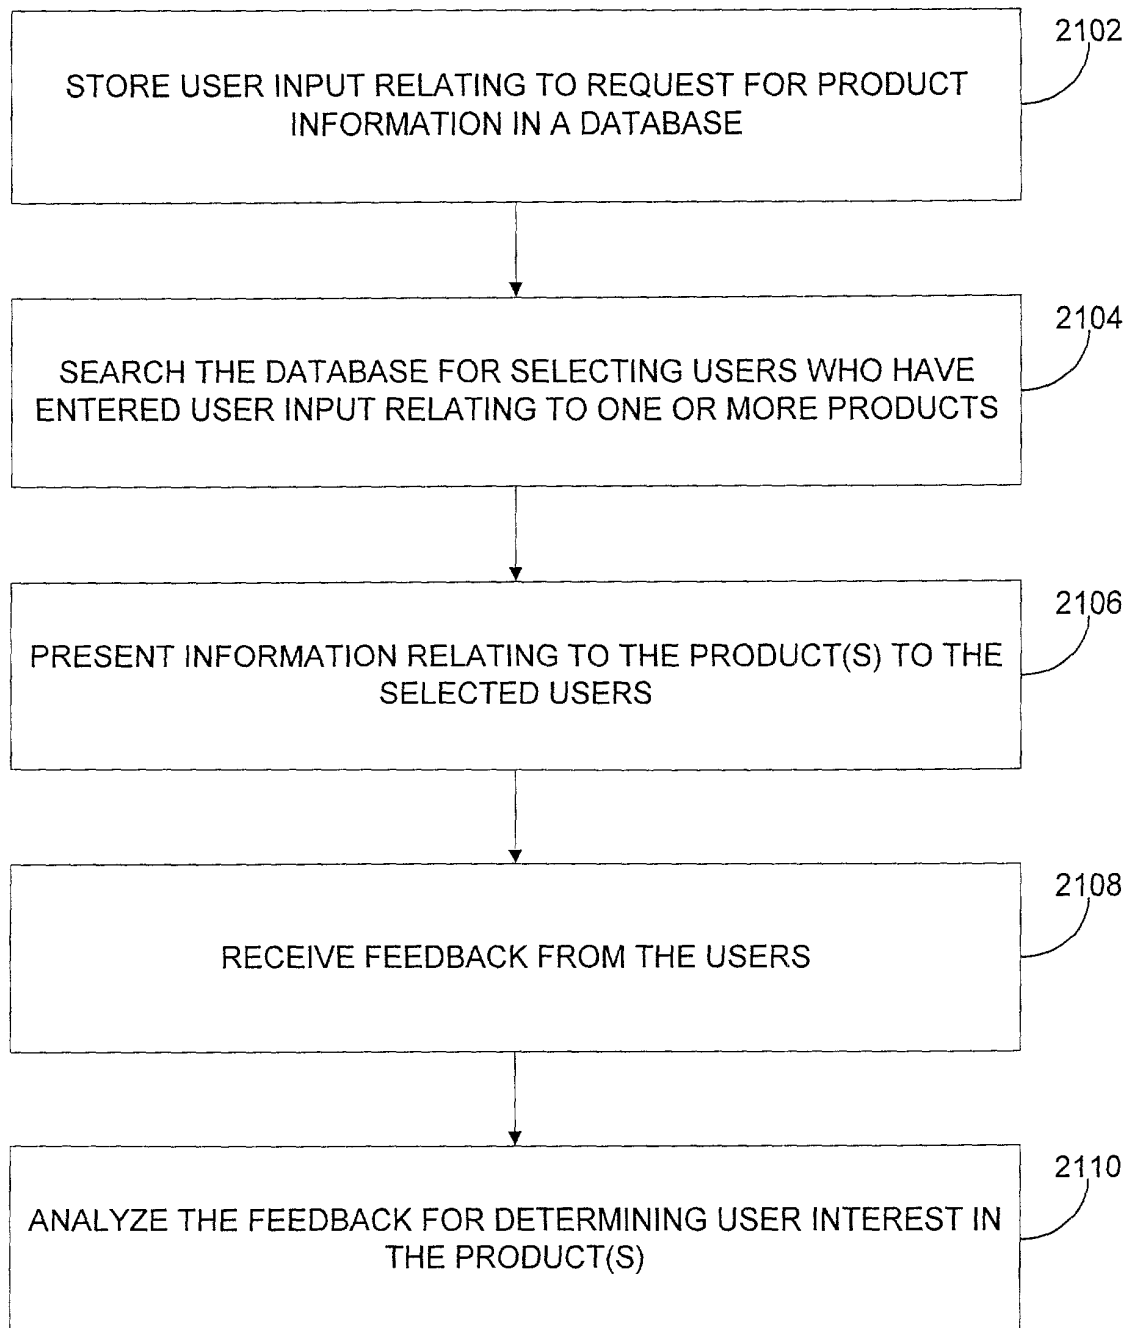 2102
STORE USER INPUT RELATING TO REQUEST FOR PRODUCT
INFORMATION IN A DATABASE
2104
SEARCH THE DATABASE FOR SELECTING USERS WHO HAVE
ENTERED USER INPUT RELATING TO ONE OR MORE PRODUCTS
2106
PRESENT INFORMATION RELATING TO THE PRODUCT(S) TO THE
SELECTED USERS
2108
RECEIVE FEEDBACK FROM THE USERS
2110
ANALYZE THE FEEDBACK FOR DETERMINING USER INTEREST IN
THE PRODUCT(S)